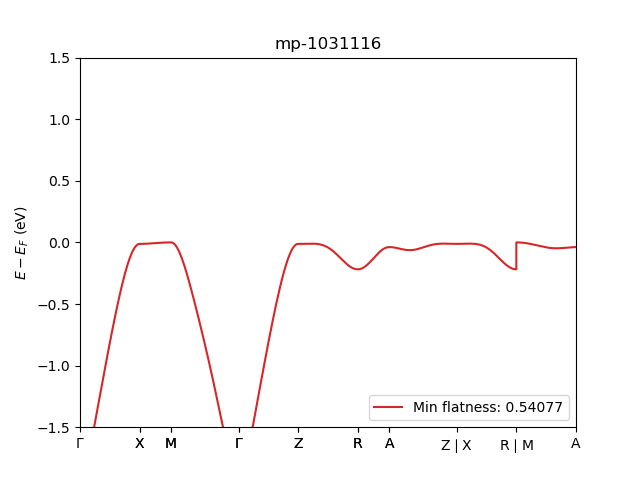 mp-1031116
E − E_F (eV)
1.5
1.0
0.5
0.0
−0.5
−1.0
−1.5
Min flatness: 0.54077
Γ X M Γ Z R A Z | X R | M A